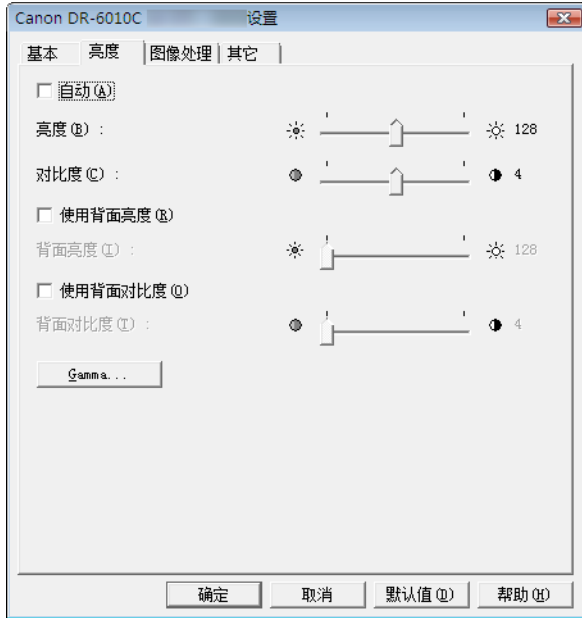 Canon DR-6010C 设置
基本 亮度 图像处理 其它
自动(A)
亮度(B) : 128
对比度(C) : 4
使用背面亮度(R)
背面亮度(I) : 128
使用背面对比度(O)
背面对比度(T) : 4
Gamma...
确定 取消 默认值(D) 帮助(H)